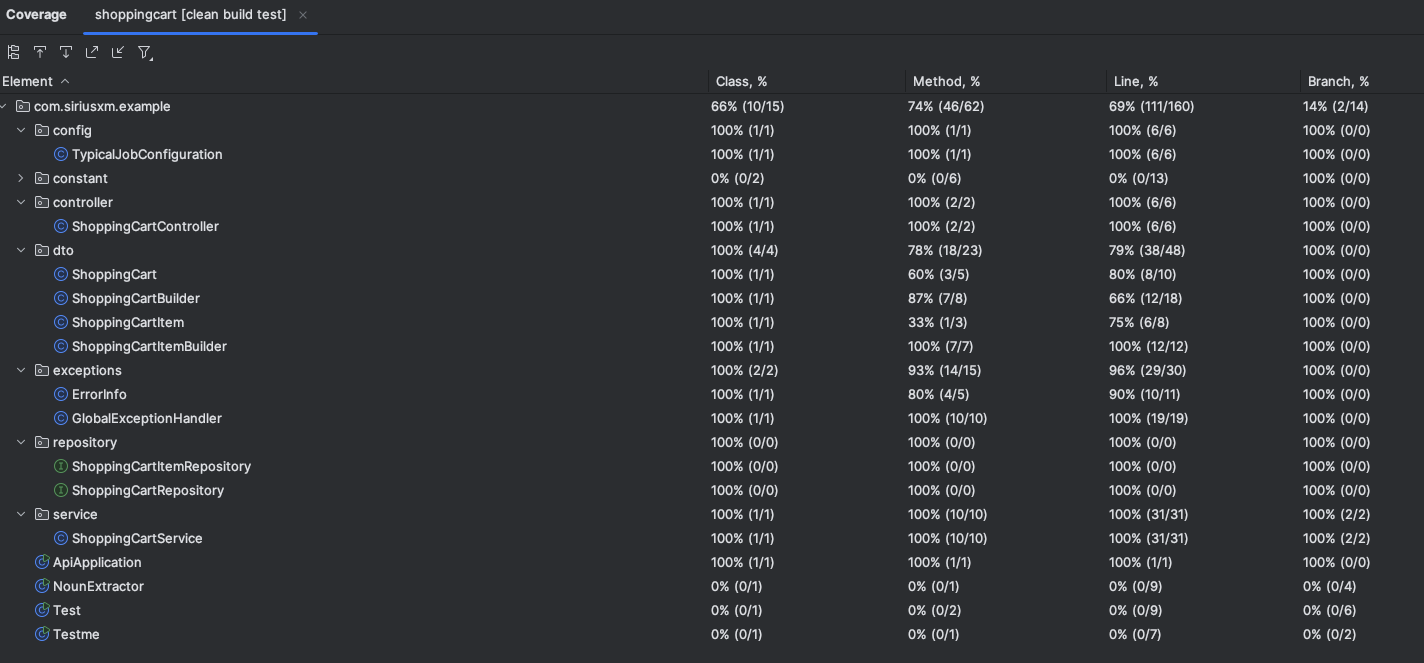 Coverage shoppingcart [clean build test]
Element Class, % Method, % Line, % Branch, %
com.siriusxm.example 66% (10/15) 74% (46/62) 69% (111/160) 14% (2/14)
config 100% (1/1) 100% (1/1) 100% (6/6) 100% (0/0)
TypicalJobConfiguration 100% (1/1) 100% (1/1) 100% (6/6) 100% (0/0)
constant 0% (0/2) 0% (0/6) 0% (0/13) 100% (0/0)
controller 100% (1/1) 100% (2/2) 100% (6/6) 100% (0/0)
ShoppingCartController 100% (1/1) 100% (2/2) 100% (6/6) 100% (0/0)
dto 100% (4/4) 78% (18/23) 79% (38/48) 100% (0/0)
ShoppingCart 100% (1/1) 60% (3/5) 80% (8/10) 100% (0/0)
ShoppingCartBuilder 100% (1/1) 87% (7/8) 66% (12/18) 100% (0/0)
ShoppingCartItem 100% (1/1) 33% (1/3) 75% (6/8) 100% (0/0)
ShoppingCartItemBuilder 100% (1/1) 100% (7/7) 100% (12/12) 100% (0/0)
exceptions 100% (2/2) 93% (14/15) 96% (29/30) 100% (0/0)
ErrorInfo 100% (1/1) 80% (4/5) 90% (10/11) 100% (0/0)
GlobalExceptionHandler 100% (1/1) 100% (10/10) 100% (19/19) 100% (0/0)
repository 100% (0/0) 100% (0/0) 100% (0/0) 100% (0/0)
ShoppingCartItemRepository 100% (0/0) 100% (0/0) 100% (0/0) 100% (0/0)
ShoppingCartRepository 100% (0/0) 100% (0/0) 100% (0/0) 100% (0/0)
service 100% (1/1) 100% (10/10) 100% (31/31) 100% (2/2)
ShoppingCartService 100% (1/1) 100% (10/10) 100% (31/31) 100% (2/2)
ApiApplication 100% (1/1) 100% (1/1) 100% (1/1) 100% (0/0)
NounExtractor 0% (0/1) 0% (0/1) 0% (0/9) 0% (0/4)
Test 0% (0/1) 0% (0/2) 0% (0/9) 0% (0/6)
Testme 0% (0/1) 0% (0/1) 0% (0/7) 0% (0/2)